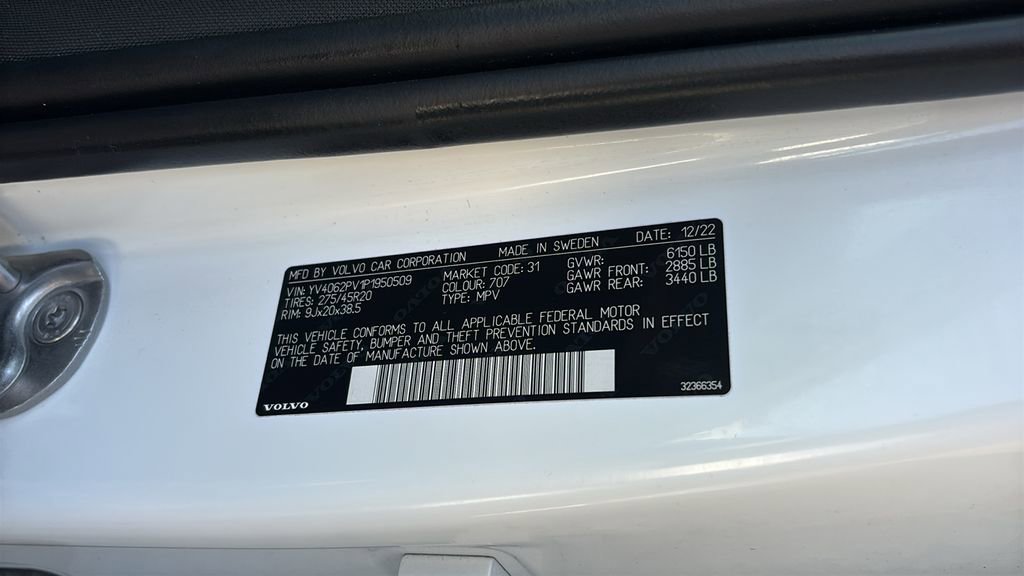 MFD BY VOLVO CAR CORPORATION MADE IN SWEDEN DATE: 12/22
VIN: YV4062PV1P1950509 MARKET CODE: 31 GVWR: 6150 LB
TIRES: 275/45R20 COLOUR: 707 GAWR FRONT: 2885 LB
RIM: 9Jx20x38.5 TYPE: MPV GAWR REAR: 3440 LB
THIS VEHICLE CONFORMS TO ALL APPLICABLE FEDERAL MOTOR
VEHICLE SAFETY, BUMPER AND THEFT PREVENTION STANDARDS IN EFFECT
ON THE DATE OF MANUFACTURE SHOWN ABOVE.
VOLVO 32366354